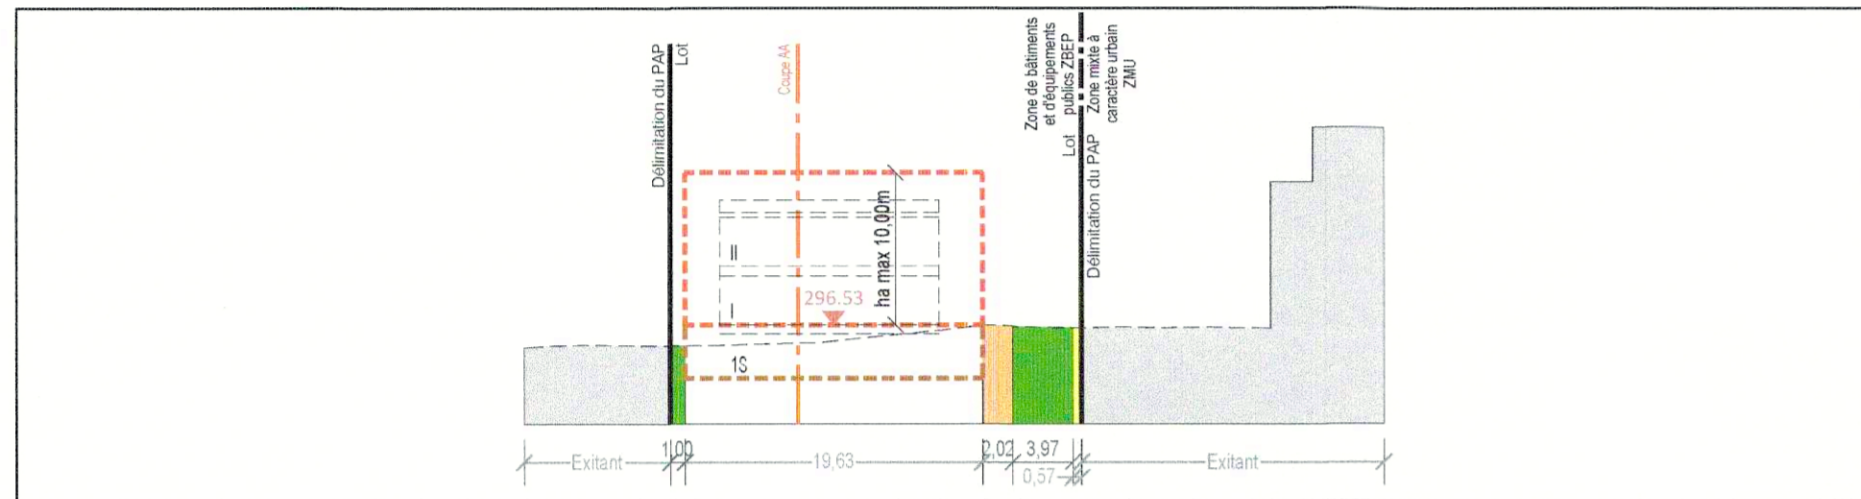 Délimitation du PAP
Lot
Coupe AA
Zone de bâtiments
et d'équipements
publics ZBEP
Lot
Zone mixte à
caractère urbain
ZMU
Délimitation du PAP
ha max 10,00m
II
I
296.53
1S
Exitant
1,00
19,63
2,02
3,97
0,57
Exitant